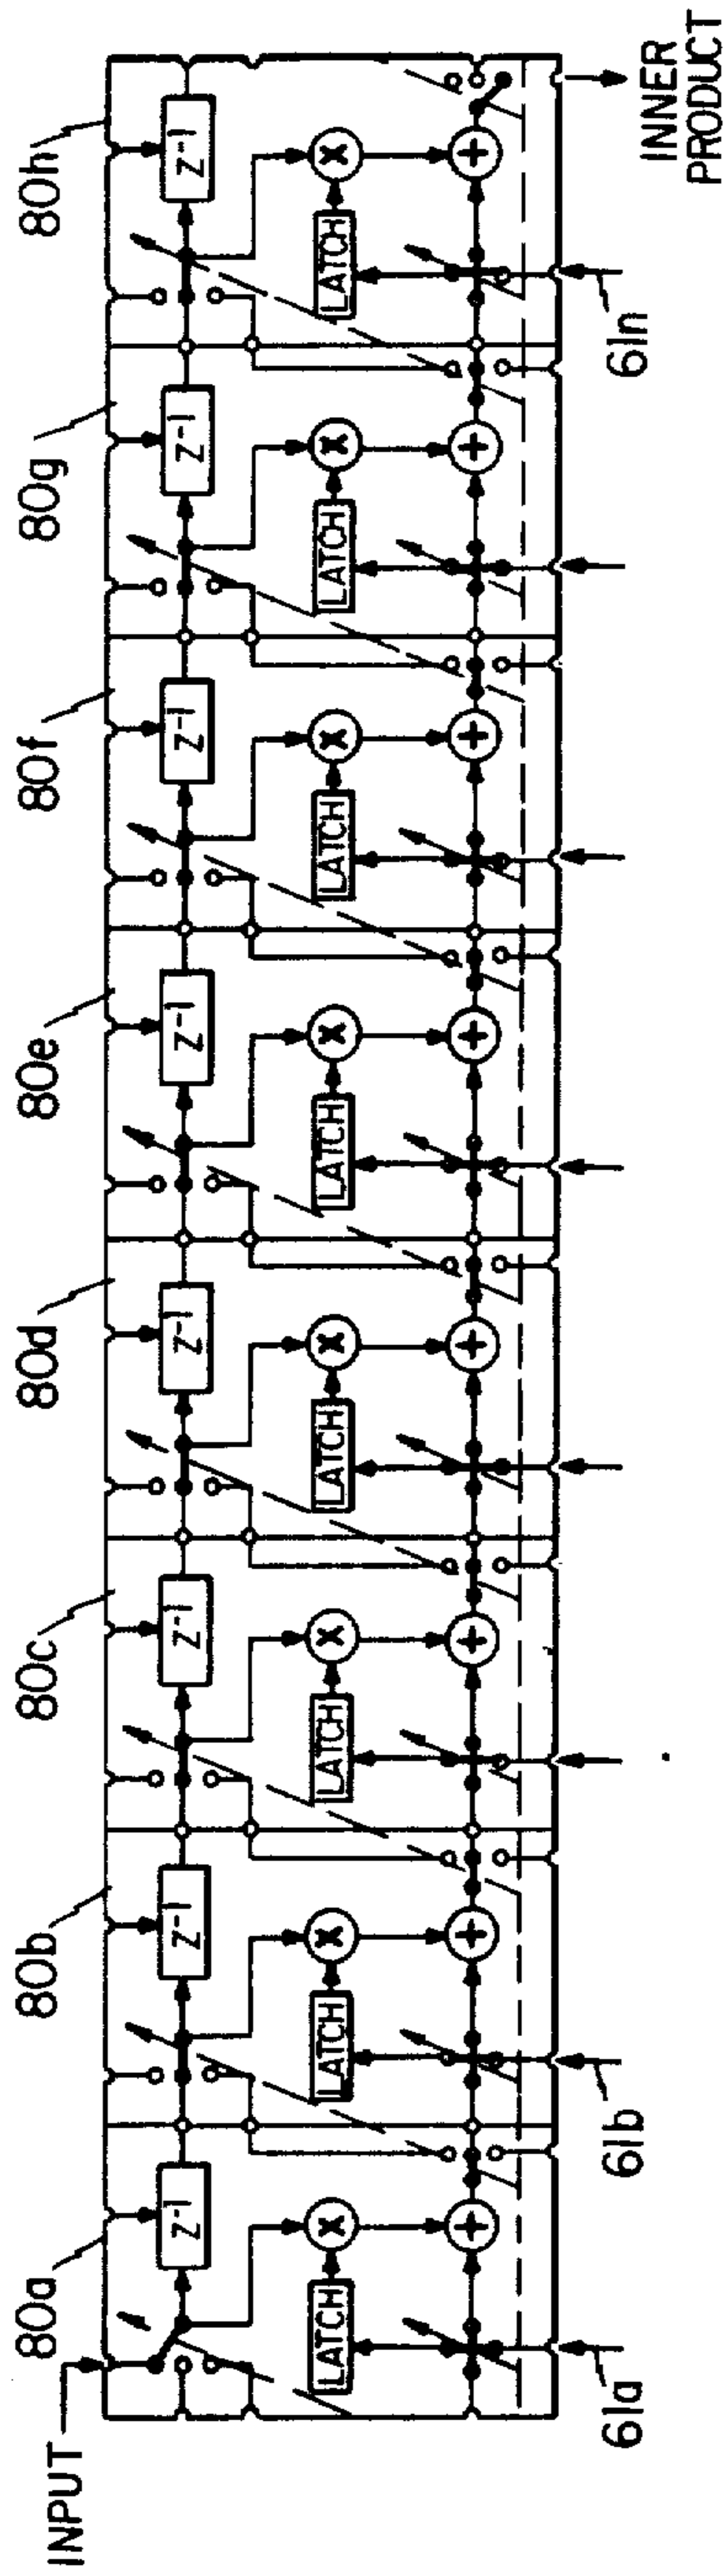 INPUT
80a
80b
80c
80d
80e
80f
80g
80h
Z⁻¹
Z⁻¹
Z⁻¹
Z⁻¹
Z⁻¹
Z⁻¹
Z⁻¹
Z⁻¹
X
X
X
X
X
X
X
X
LATCH
LATCH
LATCH
LATCH
LATCH
LATCH
LATCH
LATCH
+
+
+
+
+
+
+
+
61a
61b
61n
INNER
PRODUCT